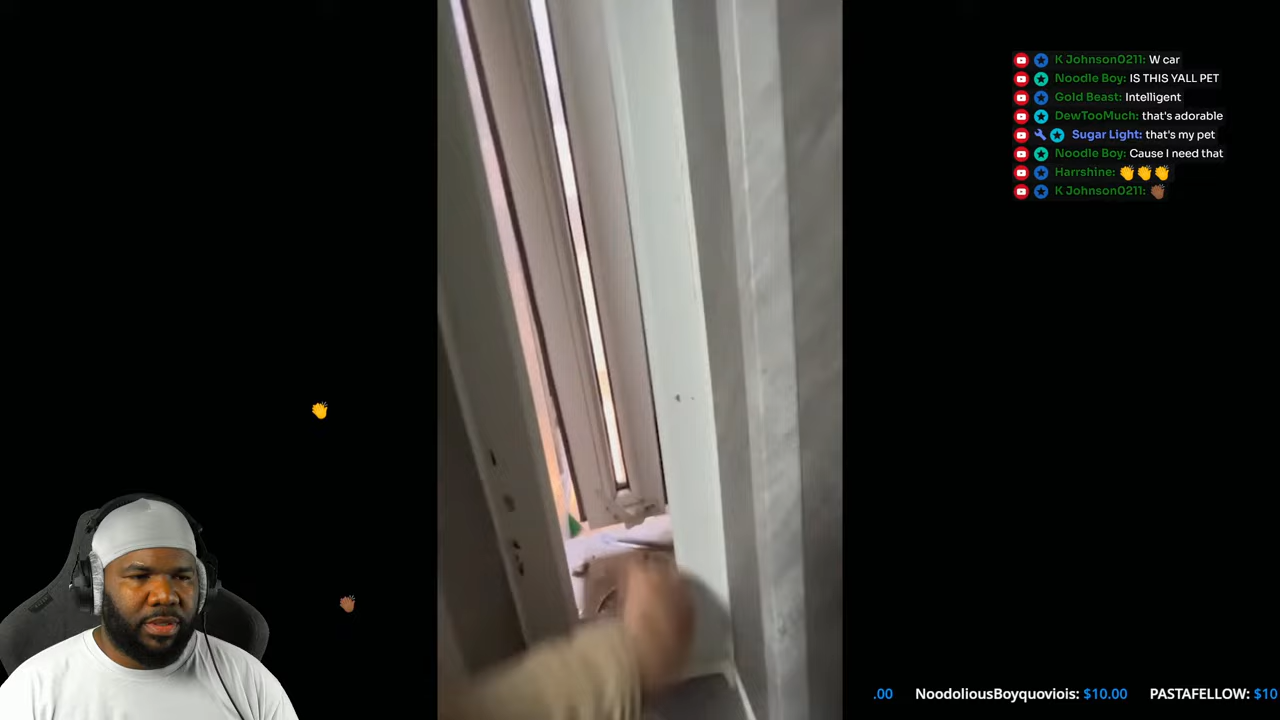 K Johnson0211: W car
Noodle Boy: IS THIS YALL PET
Gold Beast: Intelligent
DewTooMuch: that's adorable
Sugar Light: that's my pet
Noodle Boy: Cause I need that
Harrshine: 👏👏👏
K Johnson0211: 👏🏾
.00 NoodoliousBoyquoviois: $10.00 PASTAFELLOW: $10